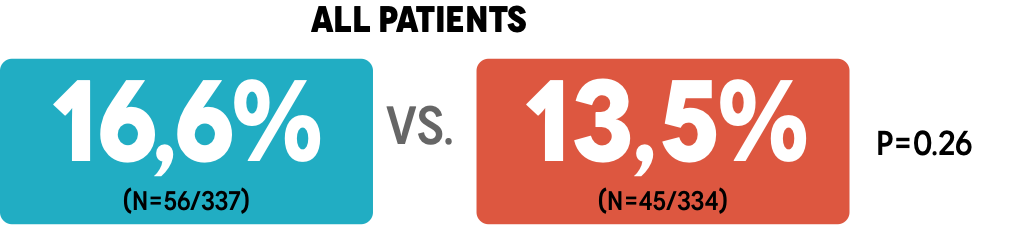 ALL PATIENTS
16,6% VS. 13,5%
P=0.26
(N=56/337) (N=45/334)